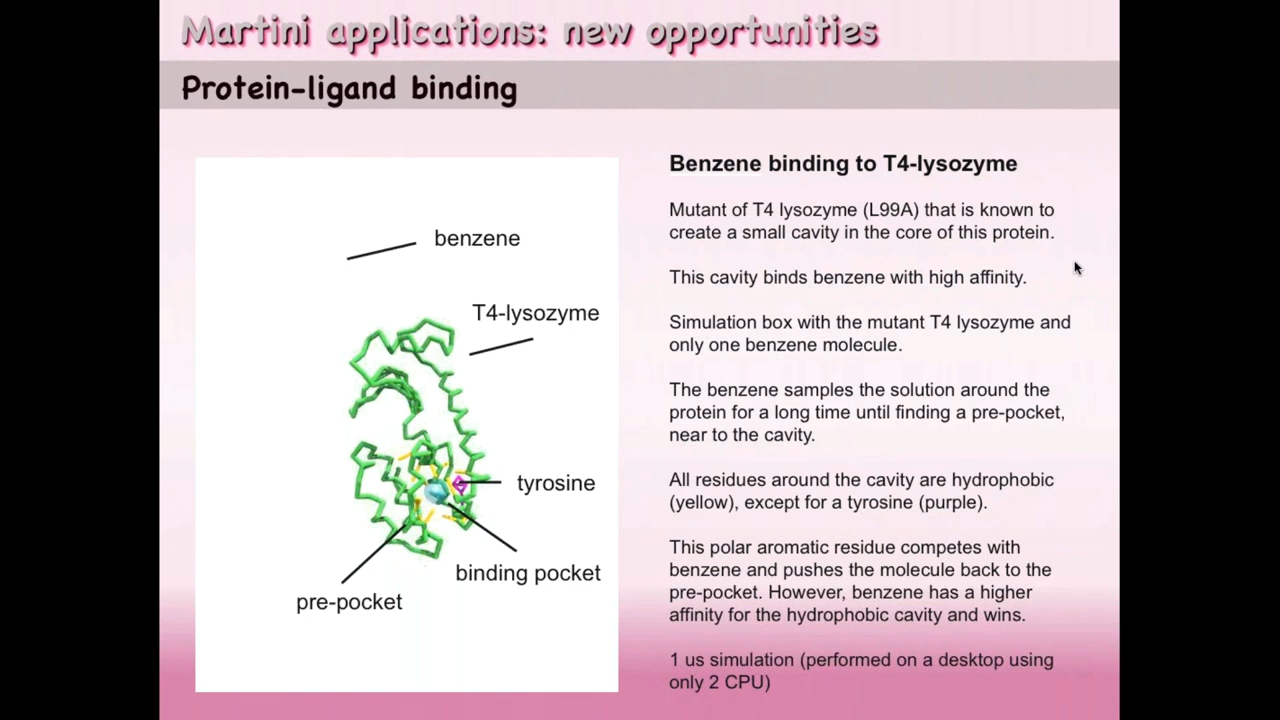 Martini applications: new opportunities
Protein-ligand binding
benzene
T4-lysozyme
tyrosine
binding pocket
pre-pocket
Benzene binding to T4-lysozyme
Mutant of T4 lysozyme (L99A) that is known to
create a small cavity in the core of this protein.
This cavity binds benzene with high affinity.
Simulation box with the mutant T4 lysozyme and
only one benzene molecule.
The benzene samples the solution around the
protein for a long time until finding a pre-pocket,
near to the cavity.
All residues around the cavity are hydrophobic
(yellow), except for a tyrosine (purple).
This polar aromatic residue competes with
benzene and pushes the molecule back to the
pre-pocket. However, benzene has a higher
affinity for the hydrophobic cavity and wins.
1 us simulation (performed on a desktop using
only 2 CPU)